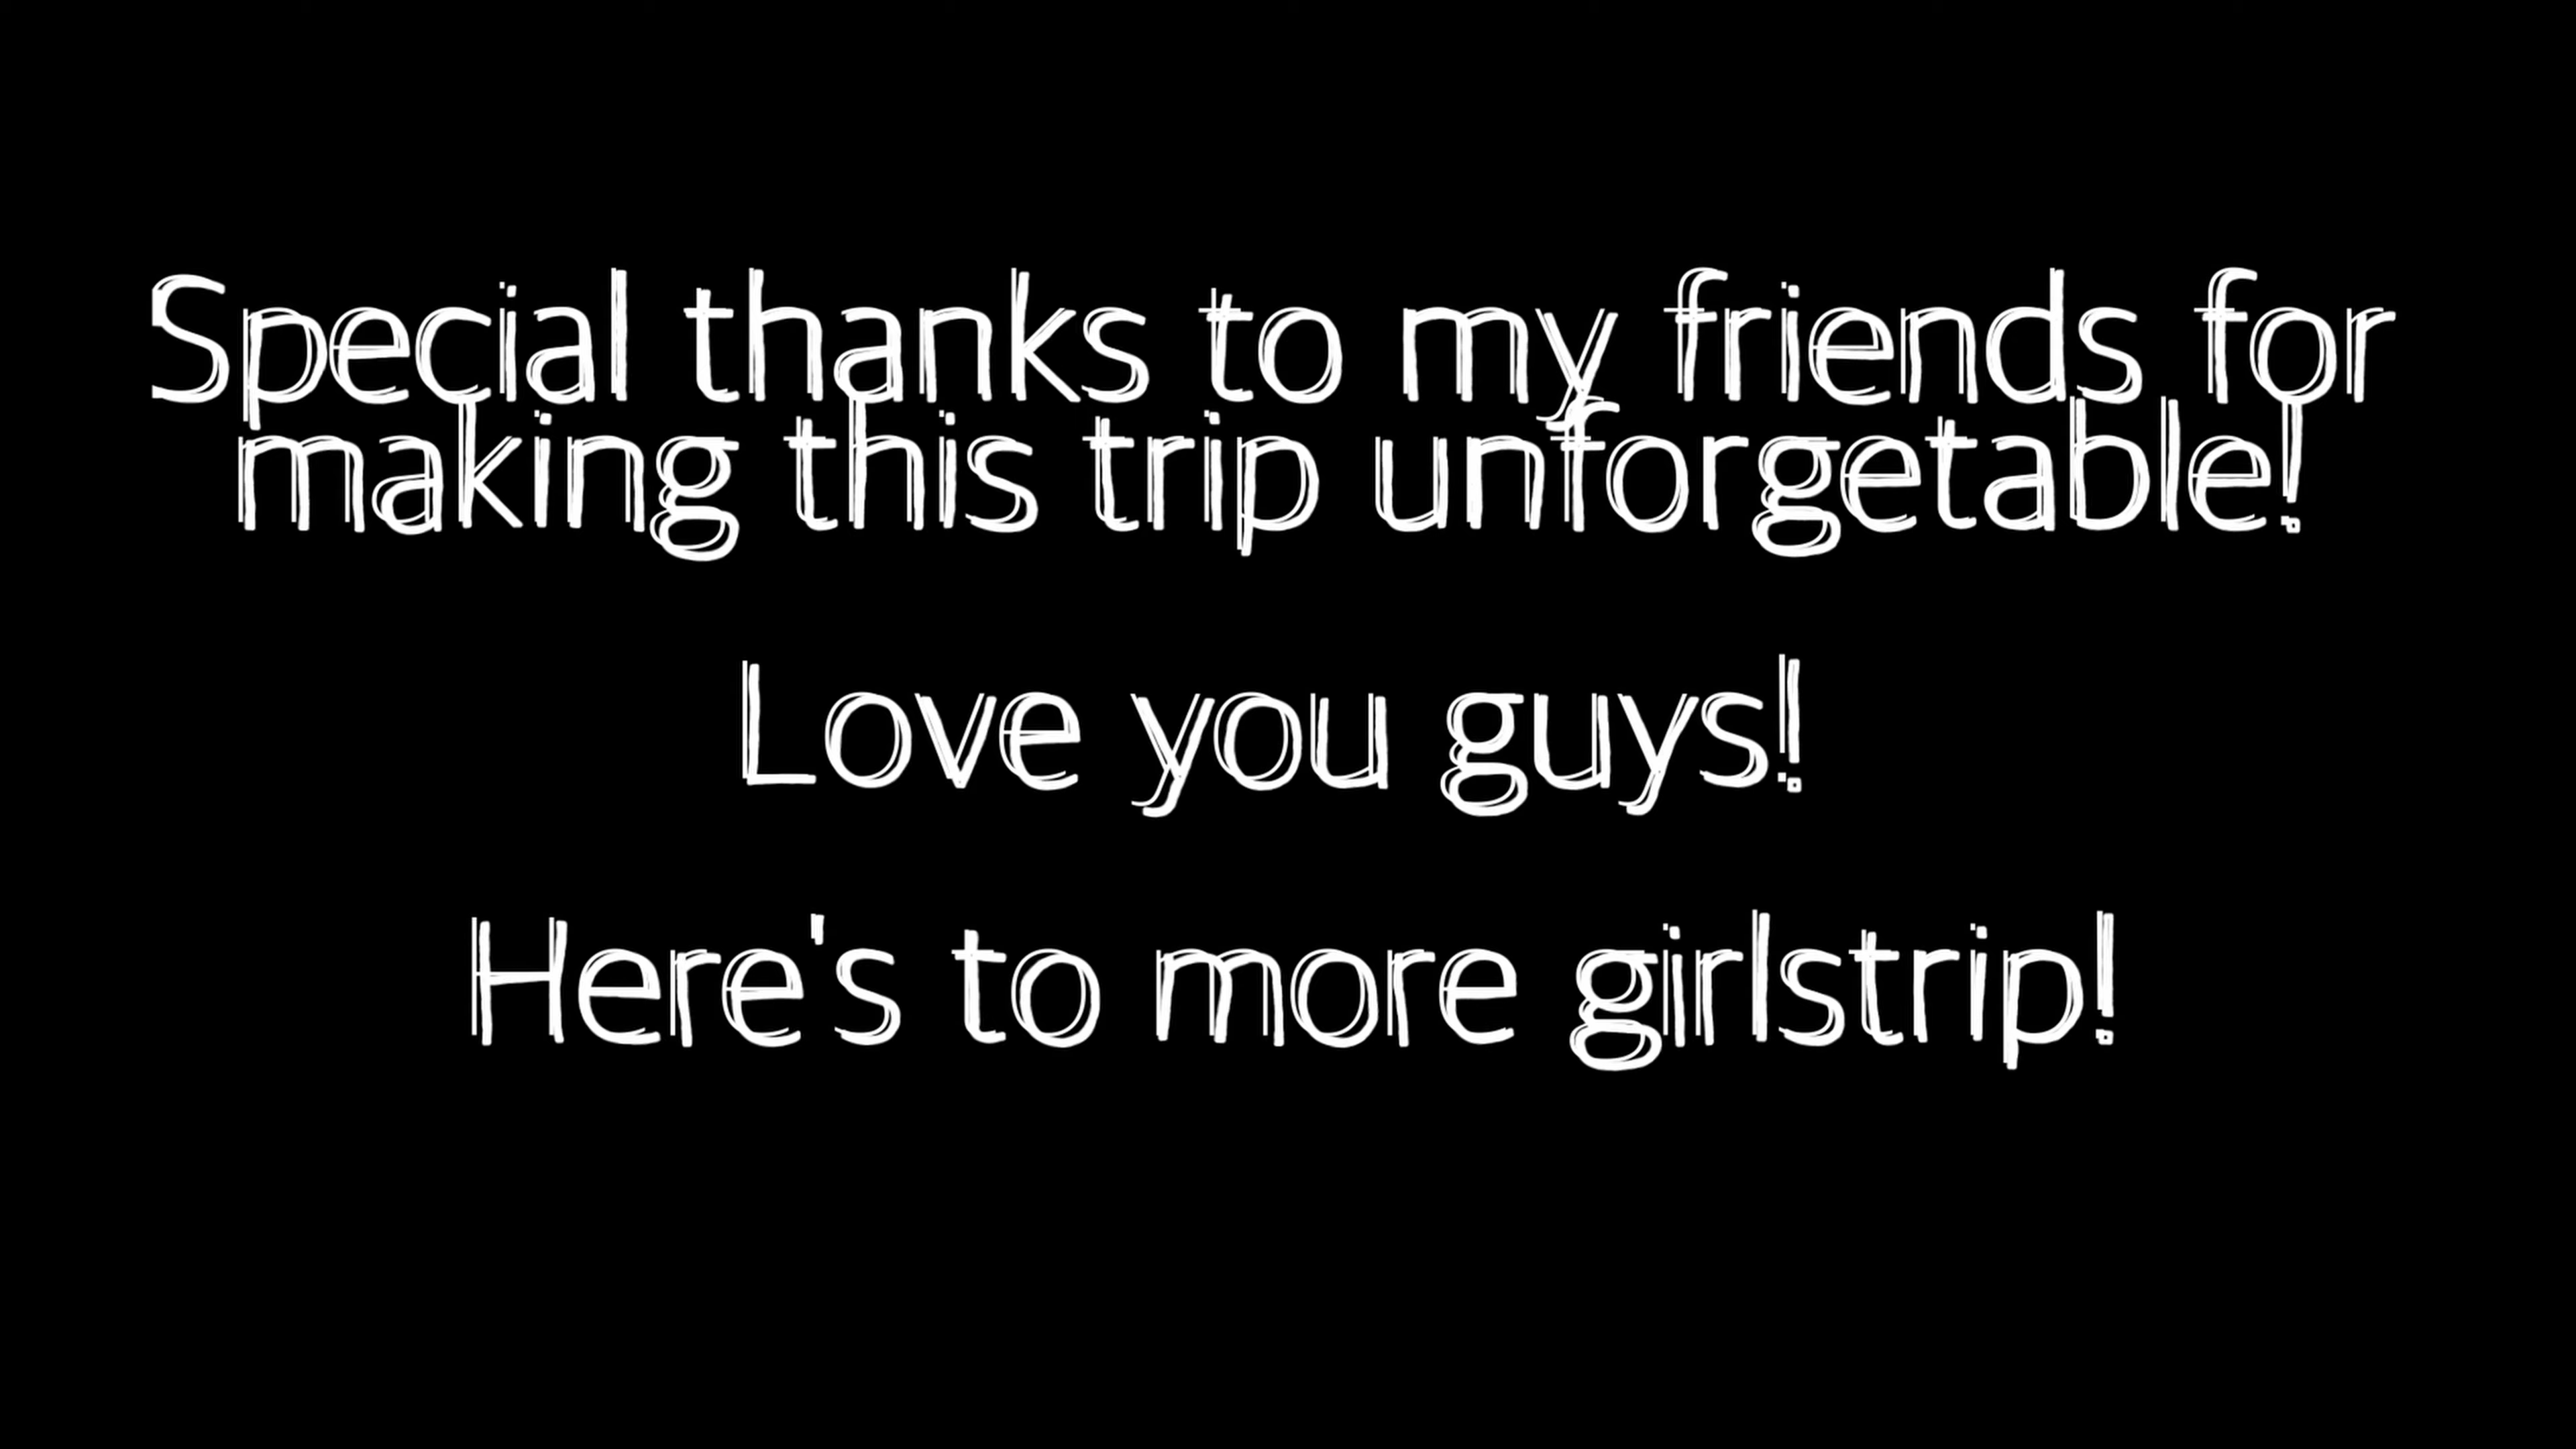 Special thanks to my friends for
making this trip unforgetable!
Love you guys!
Here's to more girlstrip!